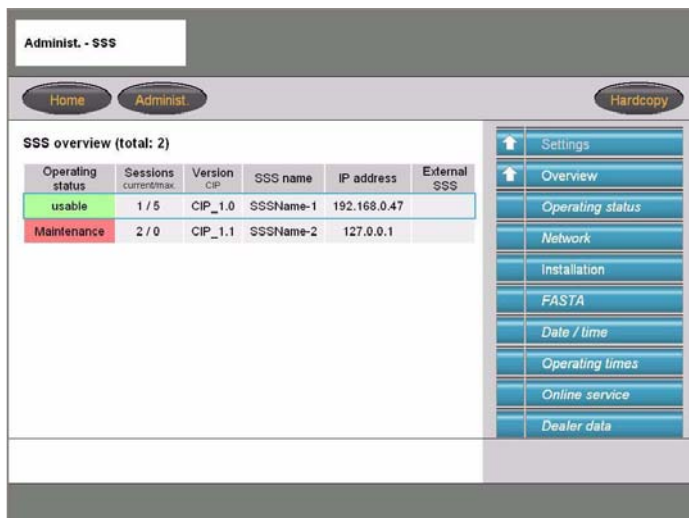 Administ. - SSS
Home Administ. Hardcopy
SSS overview (total: 2)
Operating status Sessions current/max. Version CIP SSS name IP address External SSS
usable 1 / 5 CIP_1.0 SSSName-1 192.168.0.47
Maintenance 2 / 0 CIP_1.1 SSSName-2 127.0.0.1
Settings
Overview
Operating status
Network
Installation
FASTA
Date / time
Operating times
Online service
Dealer data